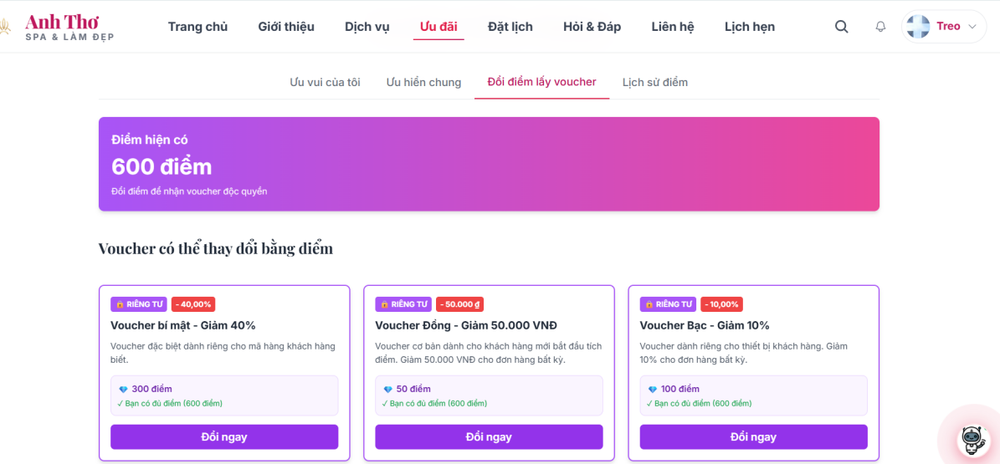 Anh Thơ
SPA & LÀM ĐẸP
Trang chủ
Giới thiệu
Dịch vụ
Ưu đãi
Đặt lịch
Hỏi & Đáp
Liên hệ
Lịch hẹn
Treo
Ưu vui của tôi
Ưu hiển chung
Đổi điểm lấy voucher
Lịch sử điểm
Điểm hiện có
600 điểm
Đổi điểm để nhận voucher độc quyền
Voucher có thể thay đổi bằng điểm
RIÊNG TƯ
- 40,00%
Voucher bí mật - Giảm 40%
Voucher đặc biệt dành riêng cho mã hàng khách hàng
biết.
300 điểm
✓ Bạn có đủ điểm (600 điểm)
Đổi ngay
RIÊNG TƯ
- 50.000 ₫
Voucher Đồng - Giảm 50.000 VNĐ
Voucher cơ bản dành cho khách hàng mới bắt đầu tích
điểm. Giảm 50.000 VNĐ cho đơn hàng bất kỳ.
50 điểm
✓ Bạn có đủ điểm (600 điểm)
Đổi ngay
RIÊNG TƯ
- 10,00%
Voucher Bạc - Giảm 10%
Voucher dành riêng cho thiết bị khách hàng. Giảm
10% cho đơn hàng bất kỳ.
100 điểm
✓ Bạn có đủ điểm (600 điểm)
Đổi ngay